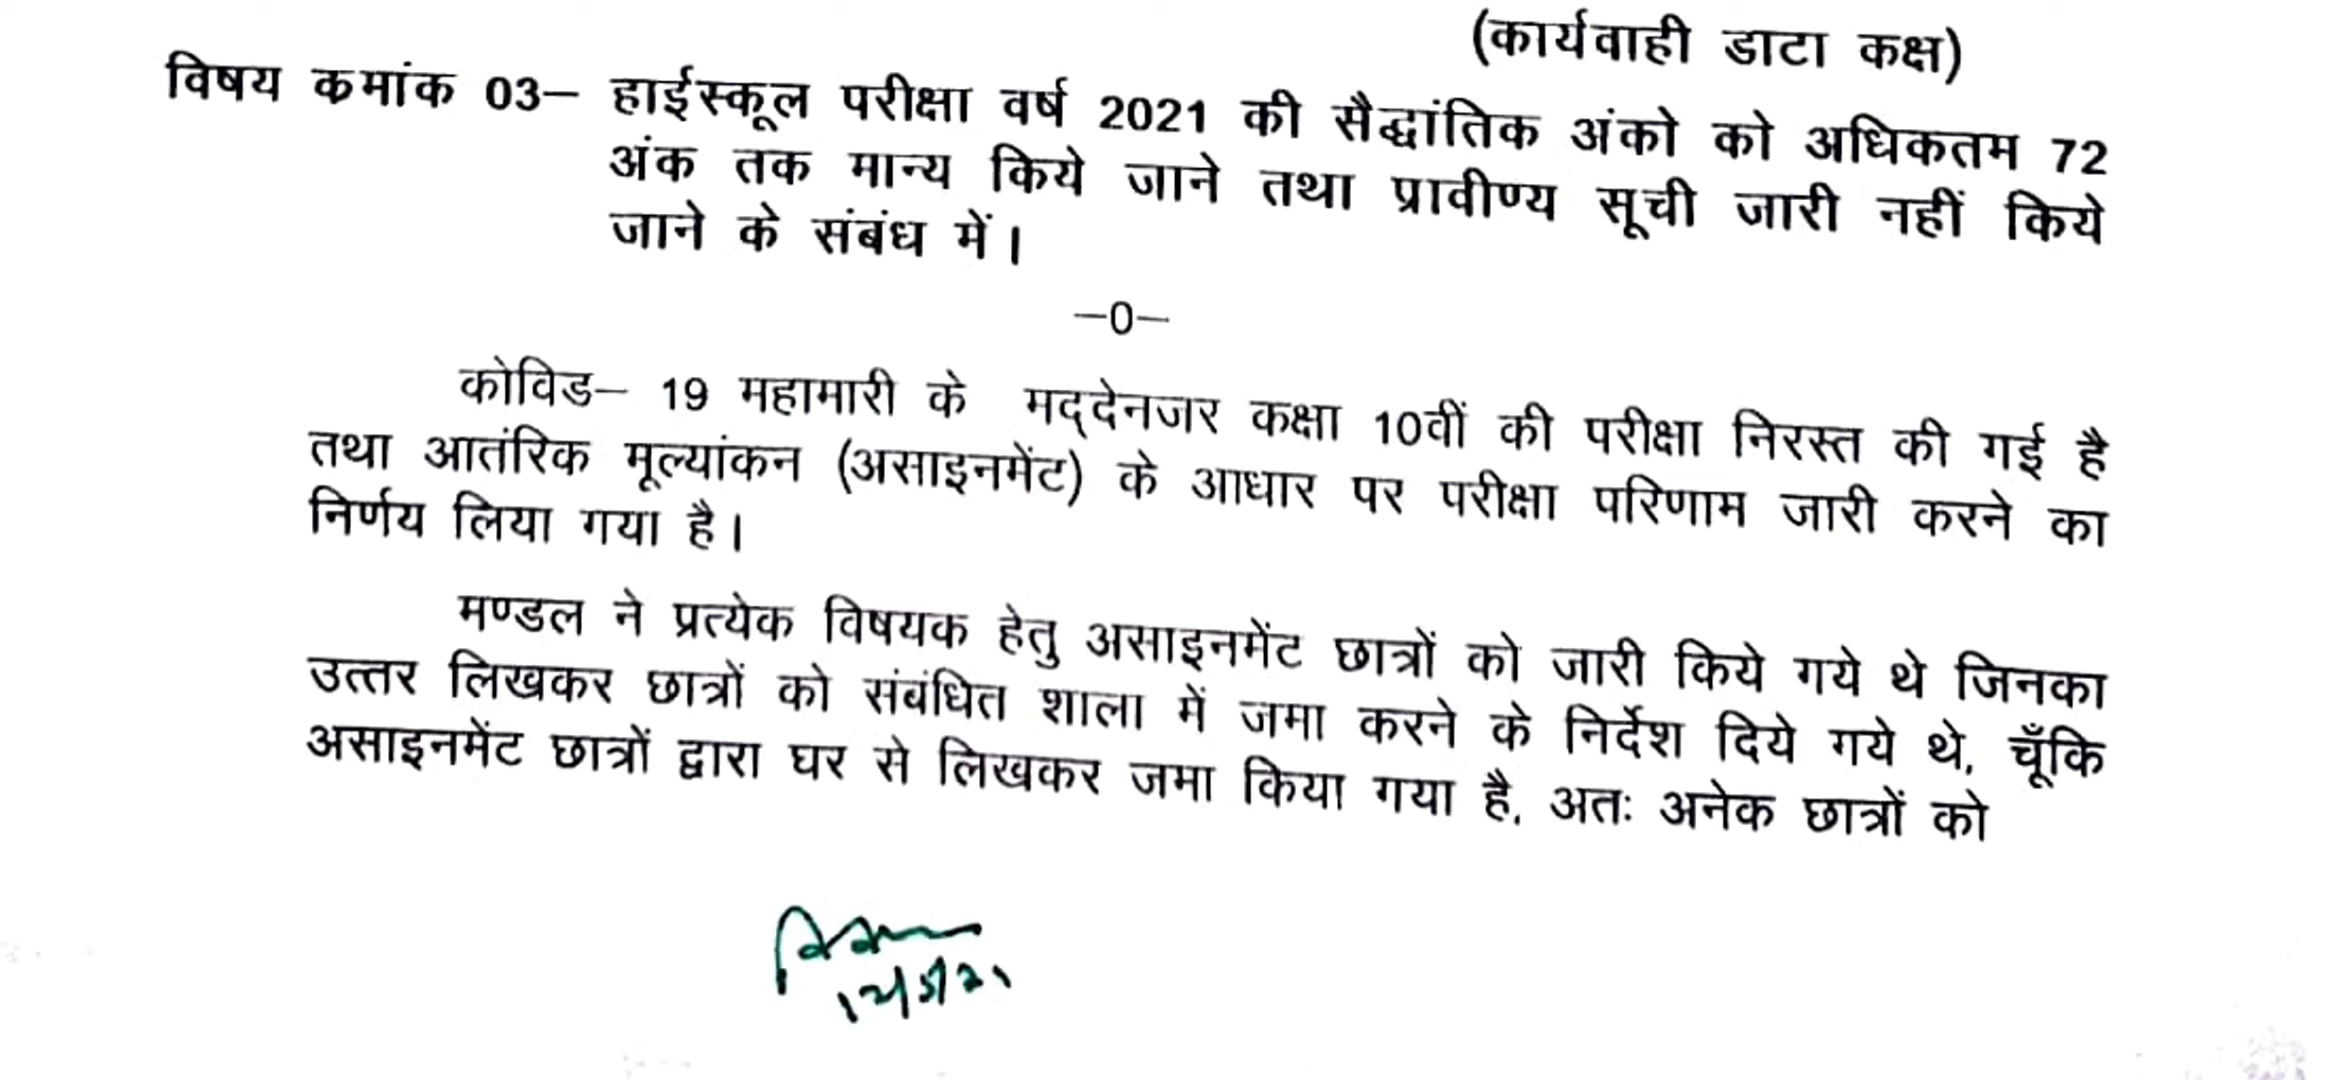 (कार्यवाही डाटा कक्ष)
विषय कमांक 03– हाईस्कूल परीक्षा वर्ष 2021 की सैद्धांतिक अंको को अधिकतम 72
अंक तक मान्य किये जाने तथा प्रावीण्य सूची जारी नहीं किये
जाने के संबंध में।
–0–
कोविड– 19 महामारी के मद्देनजर कक्षा 10वीं की परीक्षा निरस्त की गई है
तथा आतंरिक मूल्यांकन (असाइनमेंट) के आधार पर परीक्षा परिणाम जारी करने का
निर्णय लिया गया है।
मण्डल ने प्रत्येक विषयक हेतु असाइनमेंट छात्रों को जारी किये गये थे जिनका
उत्तर लिखकर छात्रों को संबंधित शाला में जमा करने के निर्देश दिये गये थे, चूँकि
असाइनमेंट छात्रों द्वारा घर से लिखकर जमा किया गया है, अतः अनेक छात्रों को